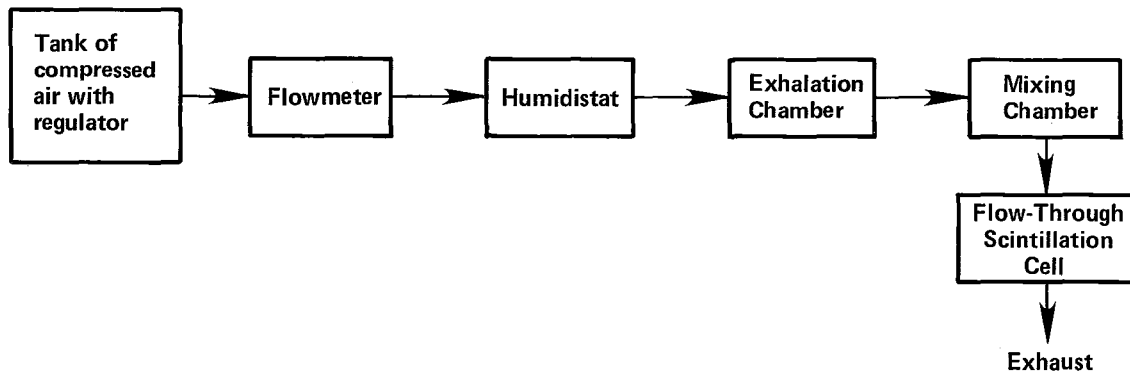 Tank of
compressed
air with
regulator
Flowmeter
Humidistat
Exhalation
Chamber
Mixing
Chamber
Flow-Through
Scintillation
Cell
Exhaust